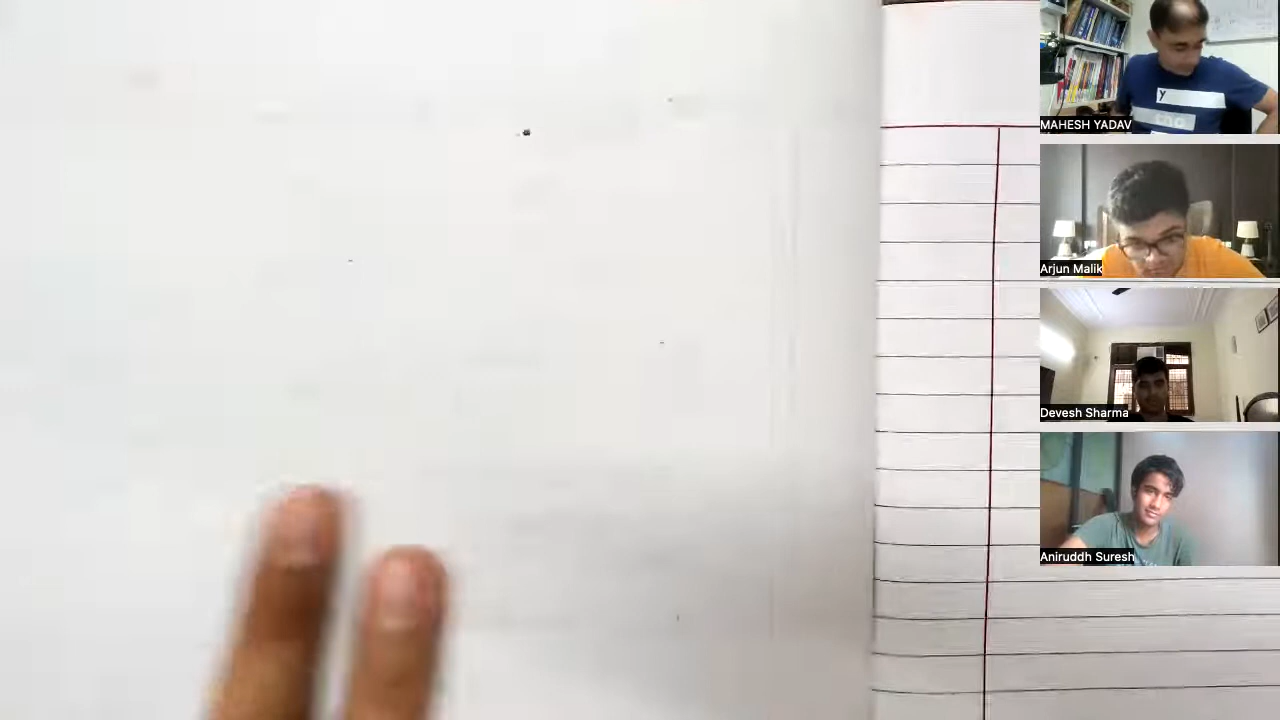 MAHESH YADAV
Arjun Malik
Devesh Sharma
Aniruddh Suresh